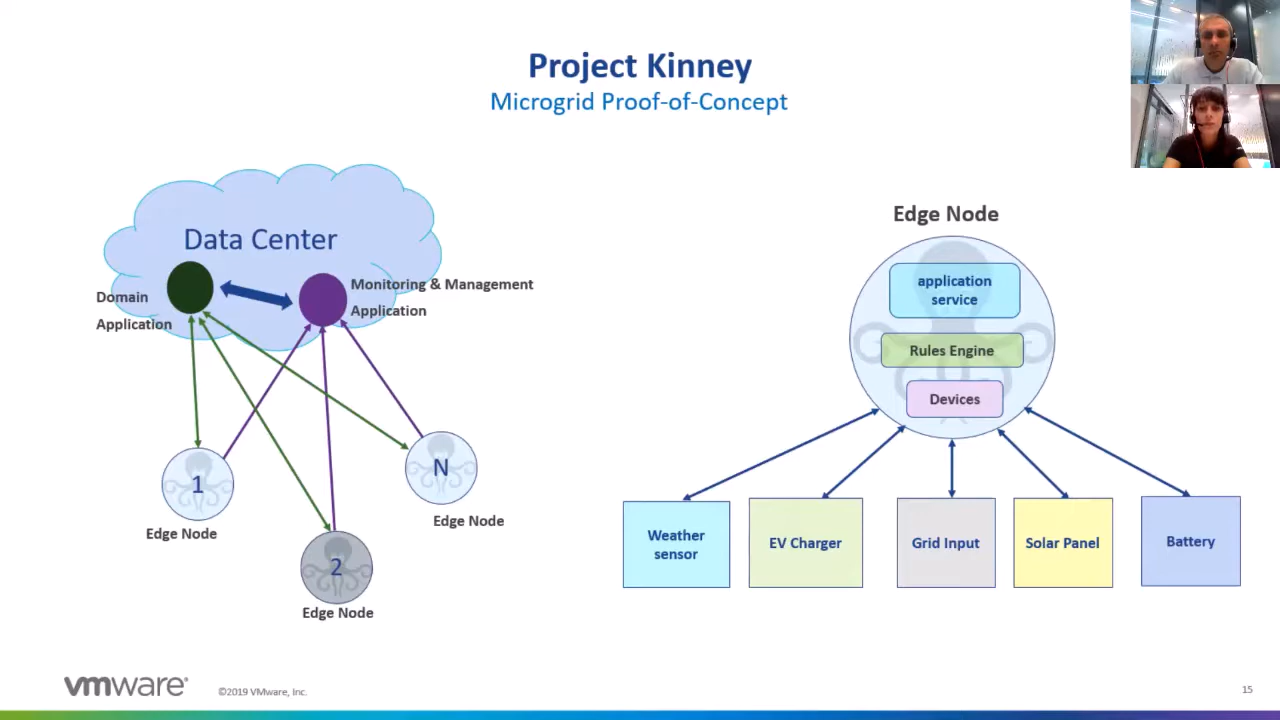 Project Kinney
Microgrid Proof-of-Concept
Data Center
Domain
Application
Monitoring & Management
Application
1
Edge Node
2
Edge Node
N
Edge Node
Edge Node
application
service
Rules Engine
Devices
Weather
sensor
EV Charger
Grid Input
Solar Panel
Battery
vmware®
©2019 VMware, Inc.
15